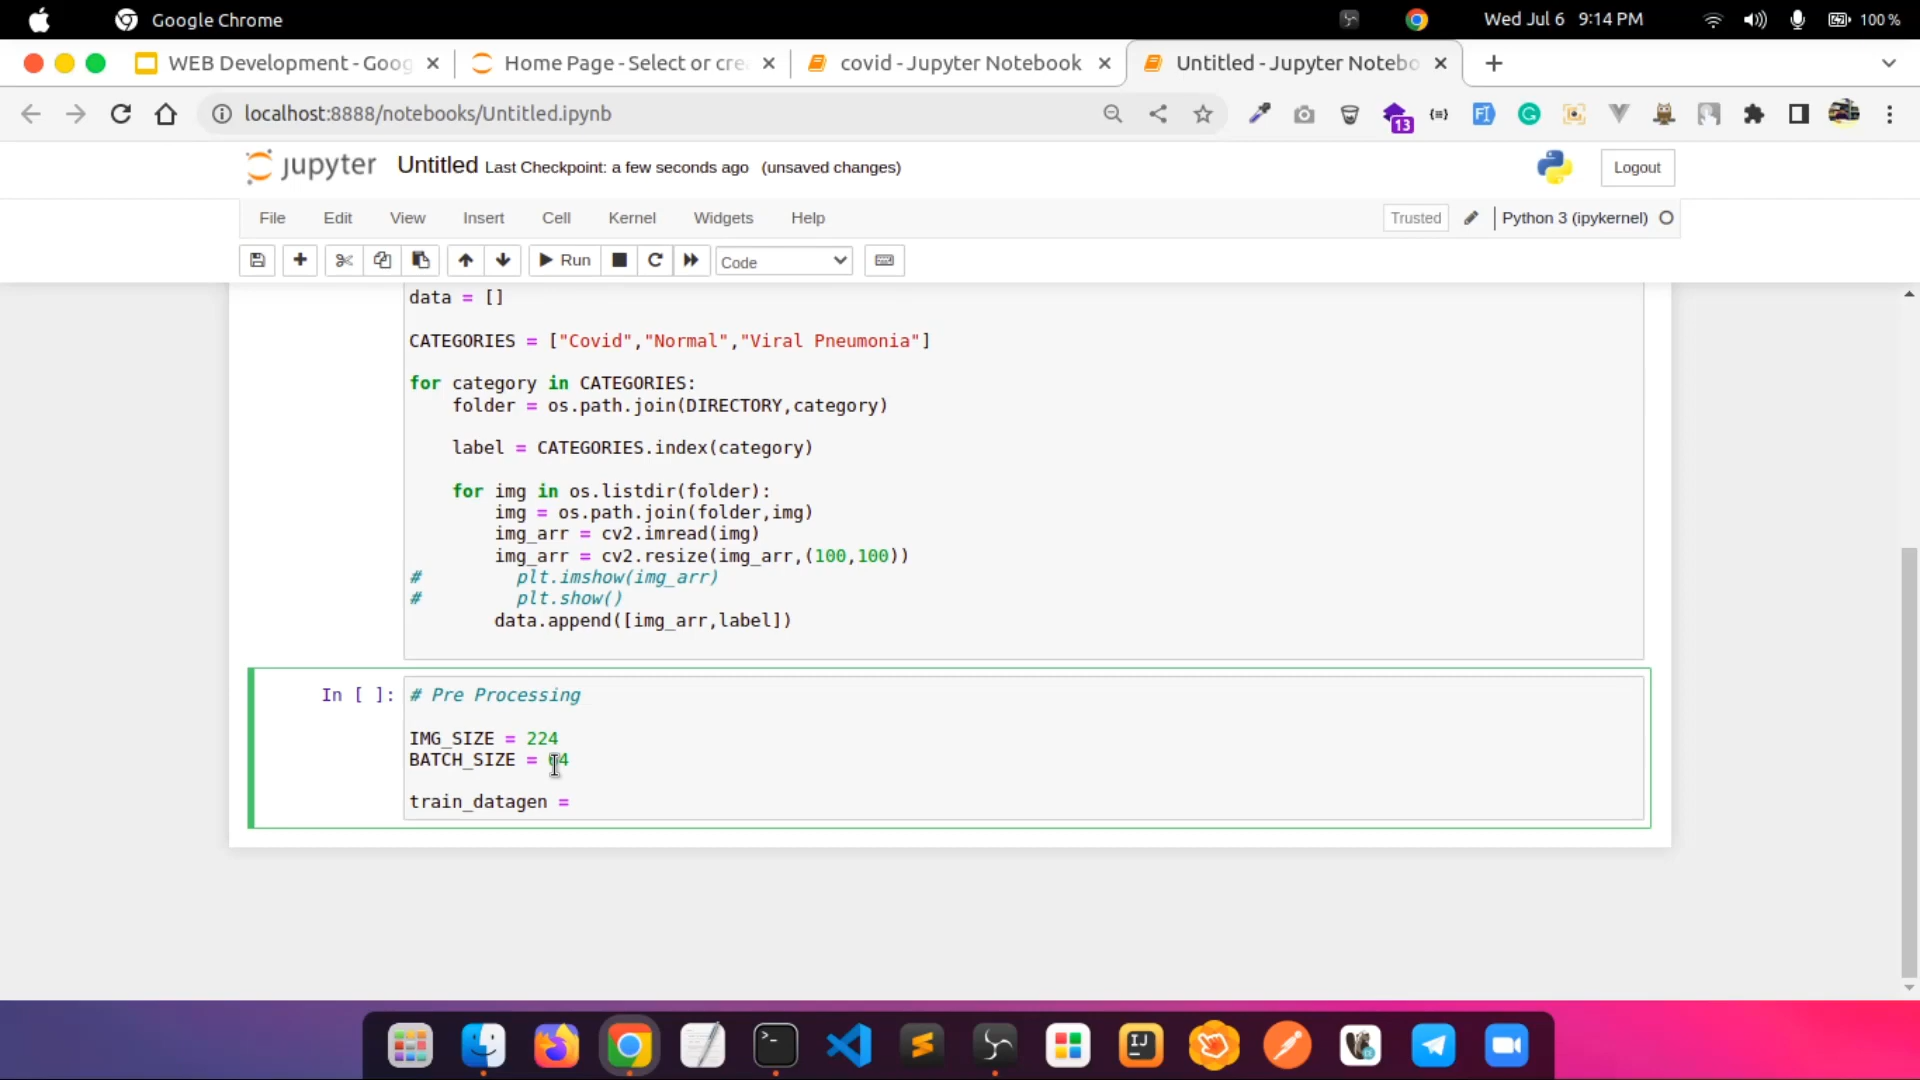 Google Chrome
Wed Jul 6 9:14 PM
100 %
WEB Development - Goog
Home Page - Select or cre
covid - Jupyter Notebook
Untitled - Jupyter Notebo
localhost:8888/notebooks/Untitled.ipynb
13
jupyter Untitled Last Checkpoint: a few seconds ago (unsaved changes)
Logout
File Edit View Insert Cell Kernel Widgets Help
Trusted
Python 3 (ipykernel)
Run
Code
data = []
CATEGORIES = ["Covid","Normal","Viral Pneumonia"]
for category in CATEGORIES:
    folder = os.path.join(DIRECTORY,category)
    label = CATEGORIES.index(category)
    for img in os.listdir(folder):
        img = os.path.join(folder,img)
        img_arr = cv2.imread(img)
        img_arr = cv2.resize(img_arr,(100,100))
#         plt.imshow(img_arr)
#         plt.show()
        data.append([img_arr,label])
In [ ]:
# Pre Processing
IMG_SIZE = 224
BATCH_SIZE = 64
train_datagen =